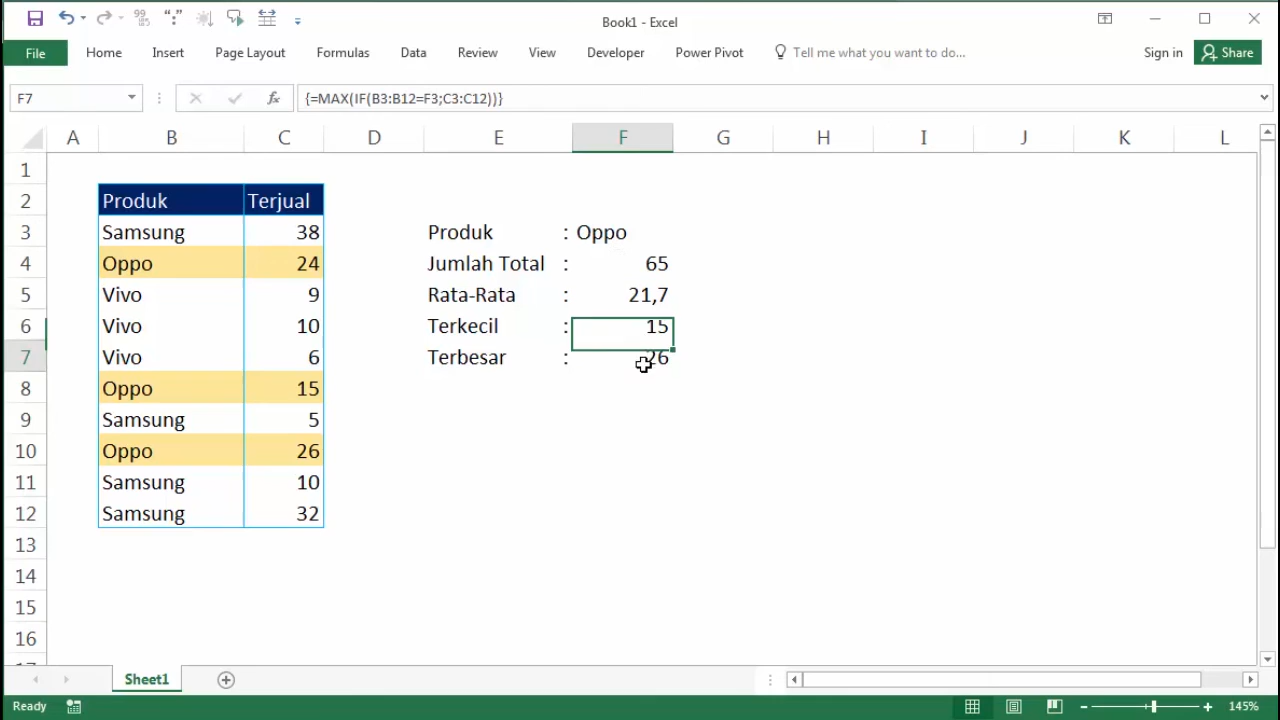 Book1 - Excel
File Home Insert Page Layout Formulas Data Review View Developer Power Pivot Tell me what you want to do... Sign in Share
F7 fx {=MAX(IF(B3:B12=F3;C3:C12))}
A B C D E F G H I J K L
1
2 Produk Terjual
3 Samsung 38 Produk : Oppo
4 Oppo 24 Jumlah Total : 65
5 Vivo 9 Rata-Rata : 21,7
6 Vivo 10 Terkecil : 15
7 Vivo 6 Terbesar : 26
8 Oppo 15
9 Samsung 5
10 Oppo 26
11 Samsung 10
12 Samsung 32
13
14
15
16
Sheet1
Ready 145%